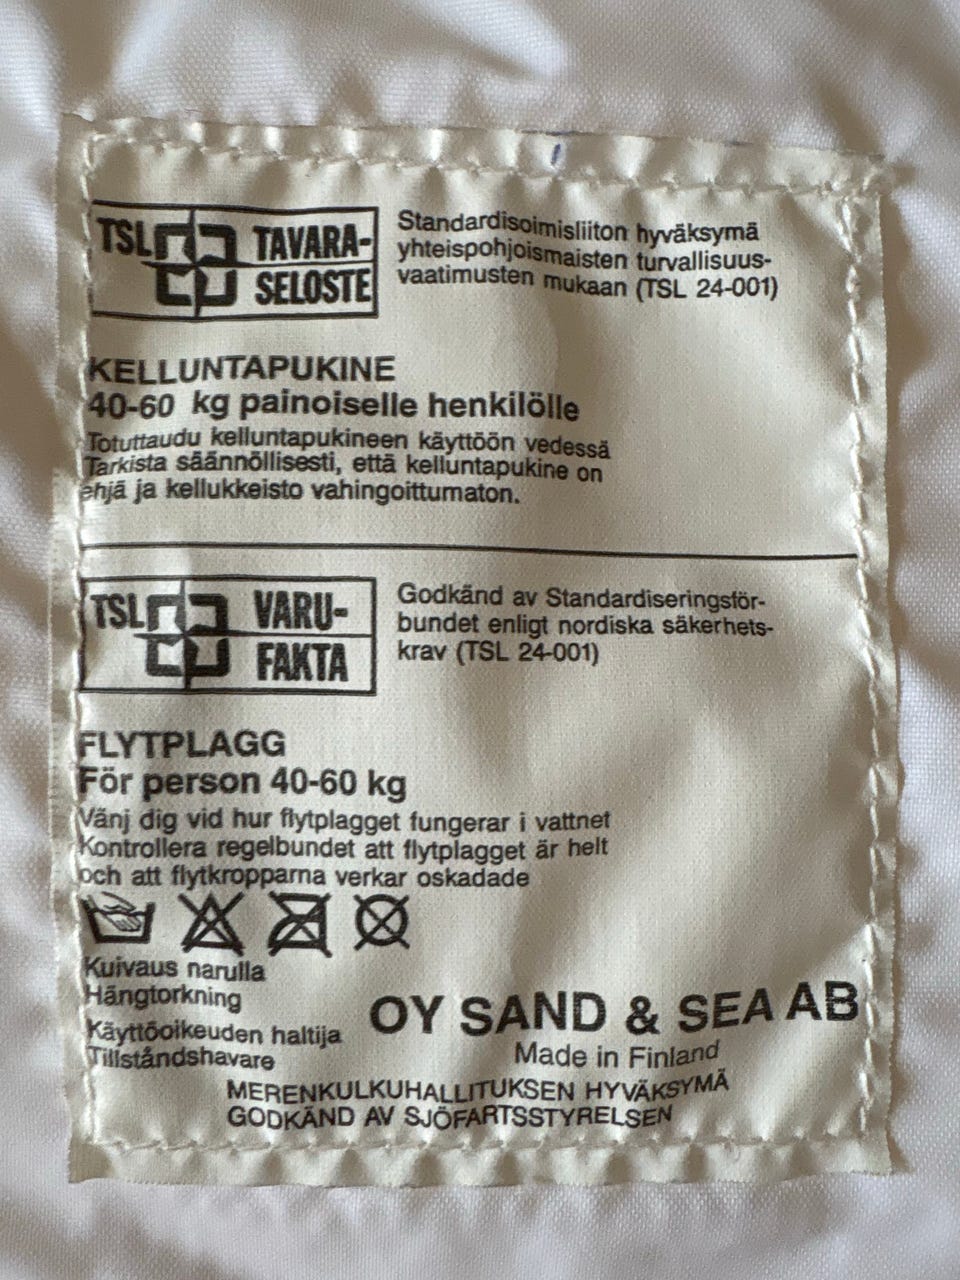 TSL TAVARA-
SELOSTE
Standardisoimisliiton hyväksymä
yhteispohjoismaisten turvallisuus-
vaatimusten mukaan (TSL 24-001)
KELLUNTAPUKINE
40-60 kg painoiselle henkilölle
Totuttaudu kelluntapukineen käyttöön vedessä
Tarkista säännöllisesti, että kelluntapukine on
ehjä ja kellukkeisto vahingoittumaton.
TSL VARU-
FAKTA
Godkänd av Standardiseringsför-
bundet enligt nordiska säkerhets-
krav (TSL 24-001)
FLYTPLAGG
För person 40-60 kg
Vänj dig vid hur flytplagget fungerar i vattnet
Kontrollera regelbundet att flytplagget är helt
och att flytkropparna verkar oskadade
Kuivaus narulla
Hängtorkning
Käyttöoikeuden haltija
Tillståndshavare
OY SAND & SEA AB
Made in Finland
MERENKULKUHALLITUKSEN HYVÄKSYMÄ
GODKÄND AV SJÖFARTSSTYRELSEN